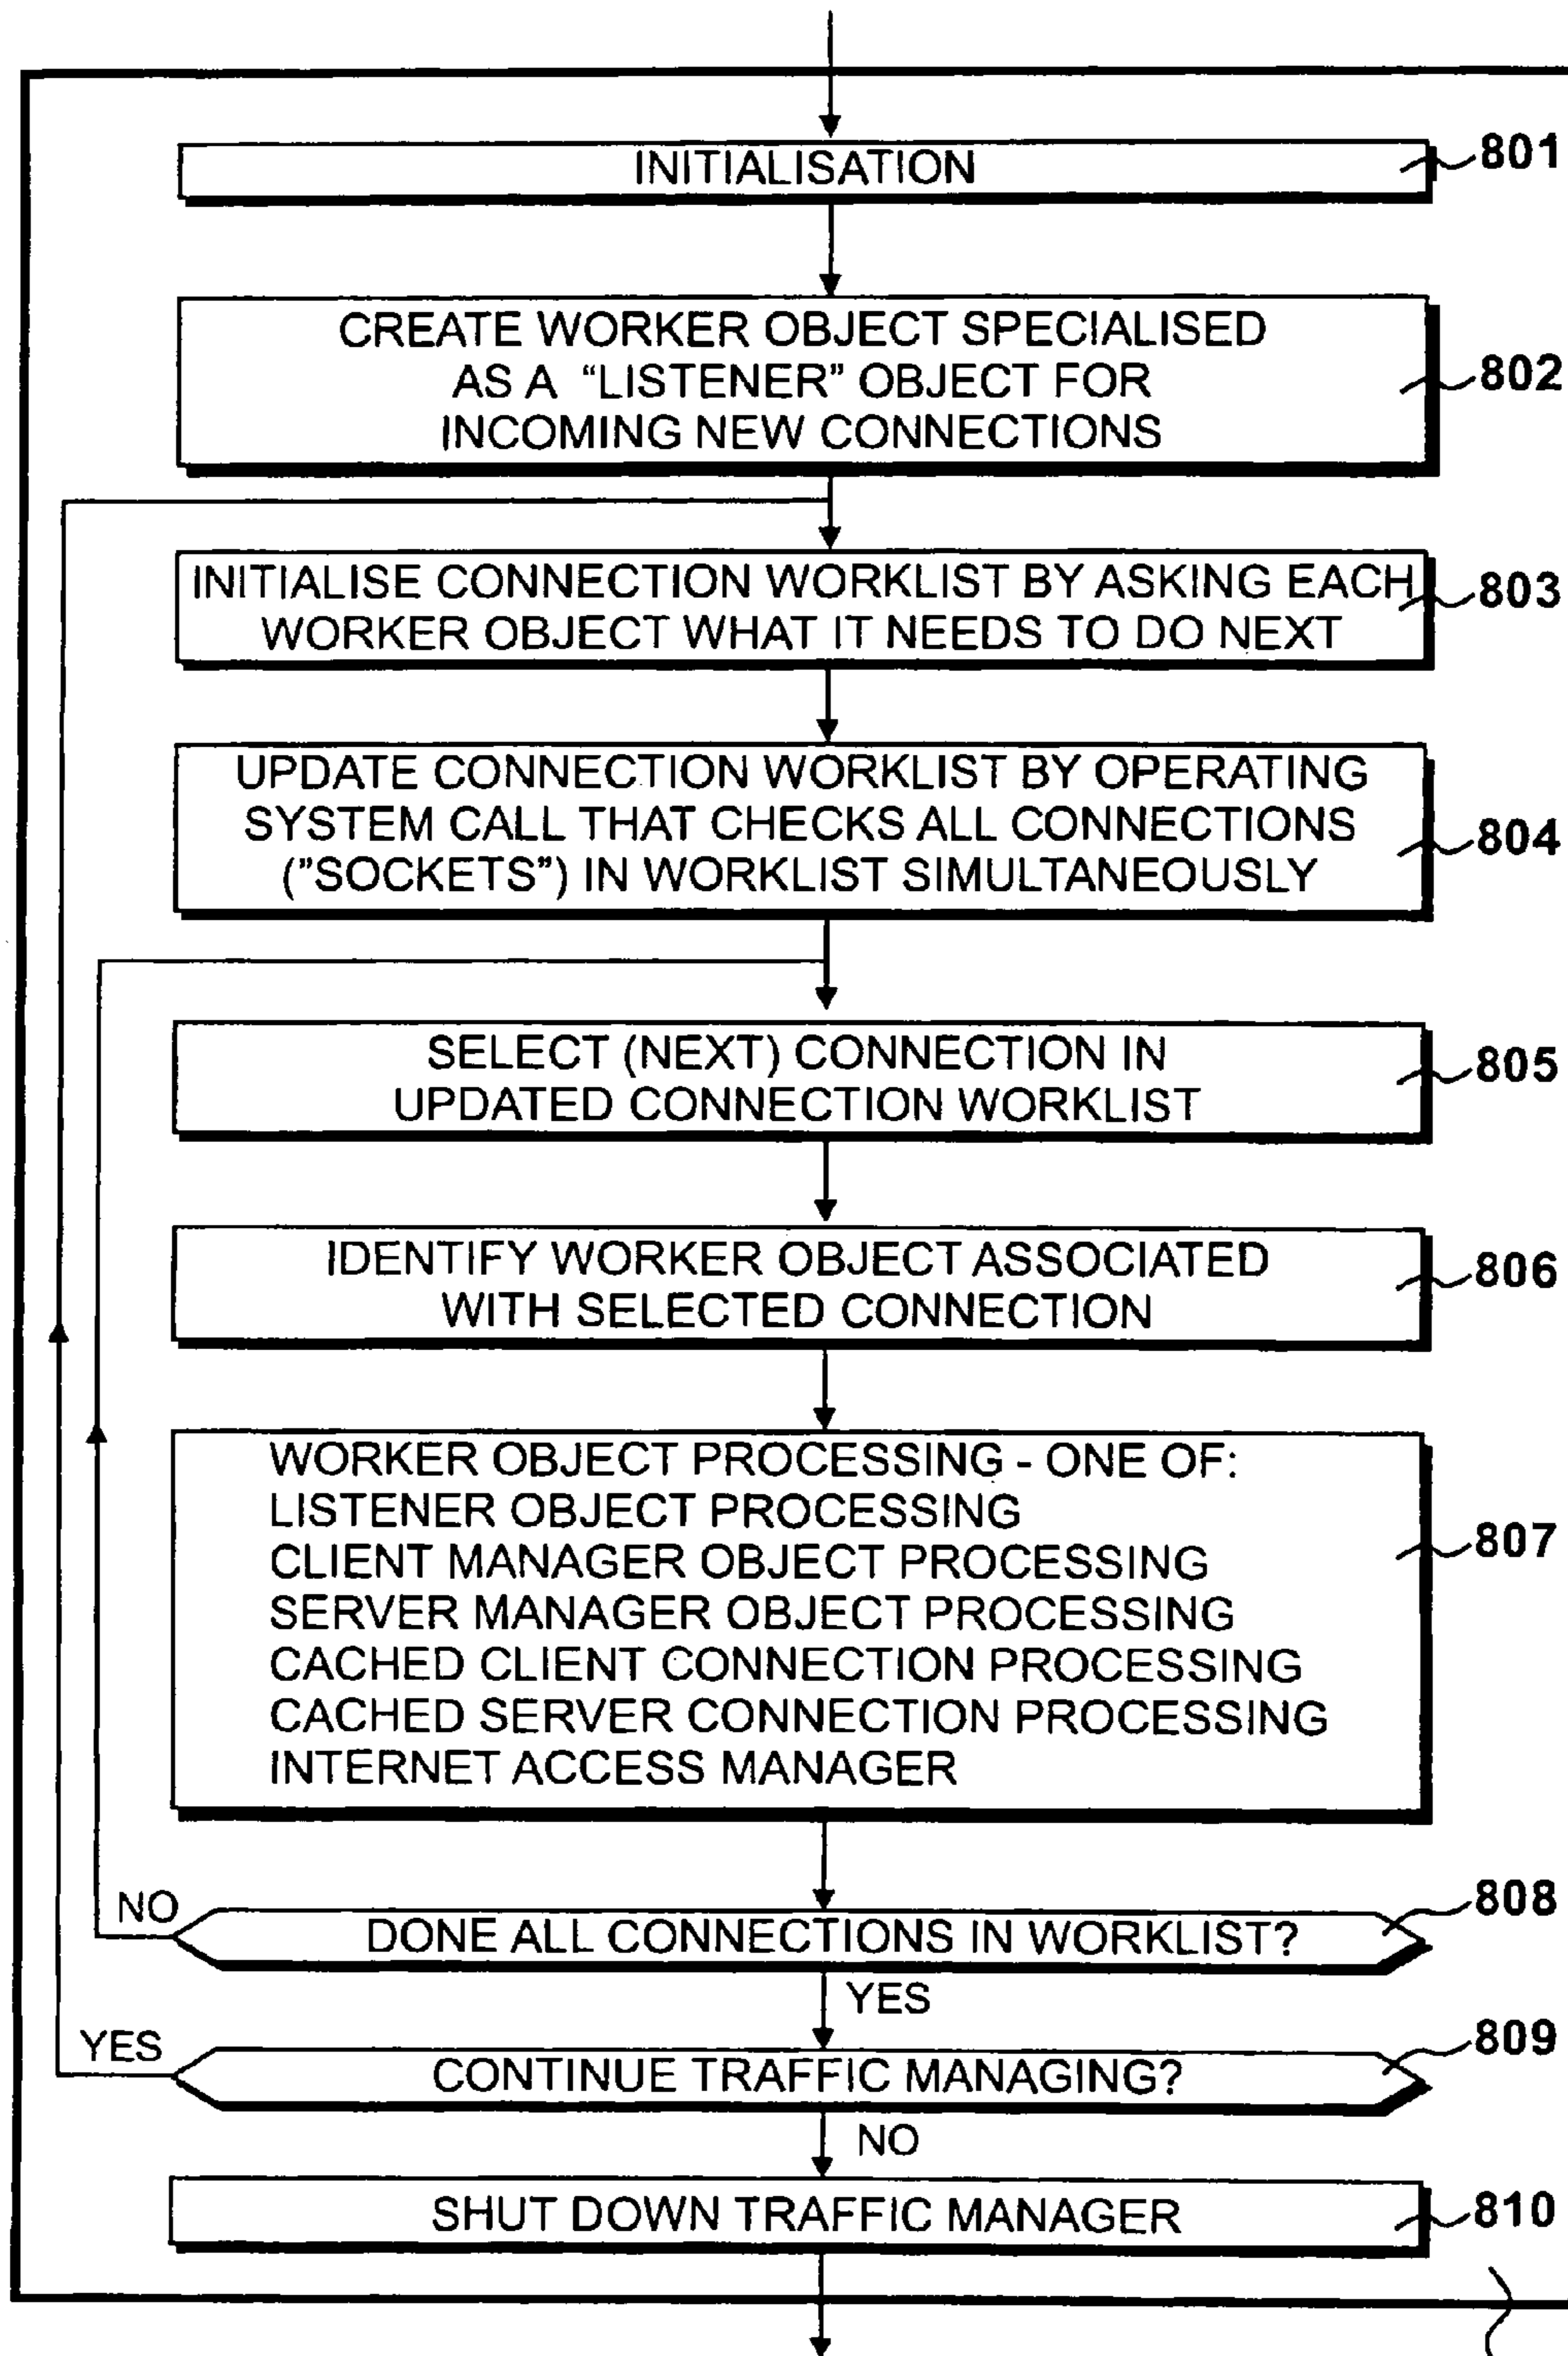 INITIALISATION
801
CREATE WORKER OBJECT SPECIALISED
AS A “LISTENER” OBJECT FOR
INCOMING NEW CONNECTIONS
802
INITIALISE CONNECTION WORKLIST BY ASKING EACH
WORKER OBJECT WHAT IT NEEDS TO DO NEXT
803
UPDATE CONNECTION WORKLIST BY OPERATING
SYSTEM CALL THAT CHECKS ALL CONNECTIONS
(”SOCKETS”) IN WORKLIST SIMULTANEOUSLY
804
SELECT (NEXT) CONNECTION IN
UPDATED CONNECTION WORKLIST
805
IDENTIFY WORKER OBJECT ASSOCIATED
WITH SELECTED CONNECTION
806
WORKER OBJECT PROCESSING - ONE OF:
LISTENER OBJECT PROCESSING
CLIENT MANAGER OBJECT PROCESSING
SERVER MANAGER OBJECT PROCESSING
CACHED CLIENT CONNECTION PROCESSING
CACHED SERVER CONNECTION PROCESSING
INTERNET ACCESS MANAGER
807
NO
DONE ALL CONNECTIONS IN WORKLIST?
808
YES
YES
CONTINUE TRAFFIC MANAGING?
809
NO
SHUT DOWN TRAFFIC MANAGER
810